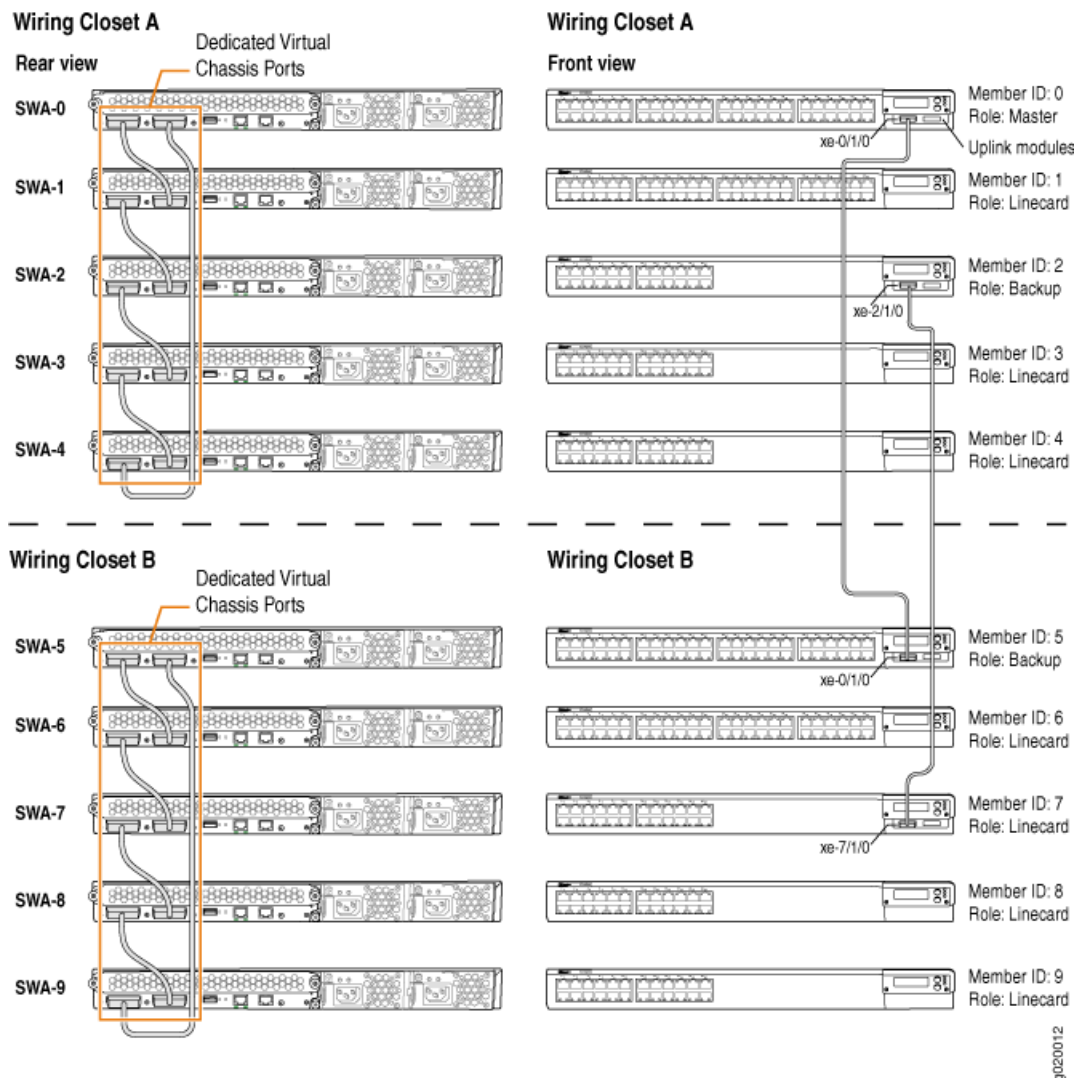 Wiring Closet A
Rear view
Dedicated Virtual
Chassis Ports
SWA-0
SWA-1
SWA-2
SWA-3
SWA-4
Wiring Closet A
Front view
Member ID: 0
Role: Master
xe-0/1/0
Uplink modules
Member ID: 1
Role: Linecard
Member ID: 2
Role: Backup
xe-2/1/0
Member ID: 3
Role: Linecard
Member ID: 4
Role: Linecard
Wiring Closet B
Dedicated Virtual
Chassis Ports
SWA-5
SWA-6
SWA-7
SWA-8
SWA-9
Wiring Closet B
Member ID: 5
Role: Backup
xe-0/1/0
Member ID: 6
Role: Linecard
Member ID: 7
Role: Linecard
xe-7/1/0
Member ID: 8
Role: Linecard
Member ID: 9
Role: Linecard
g020012